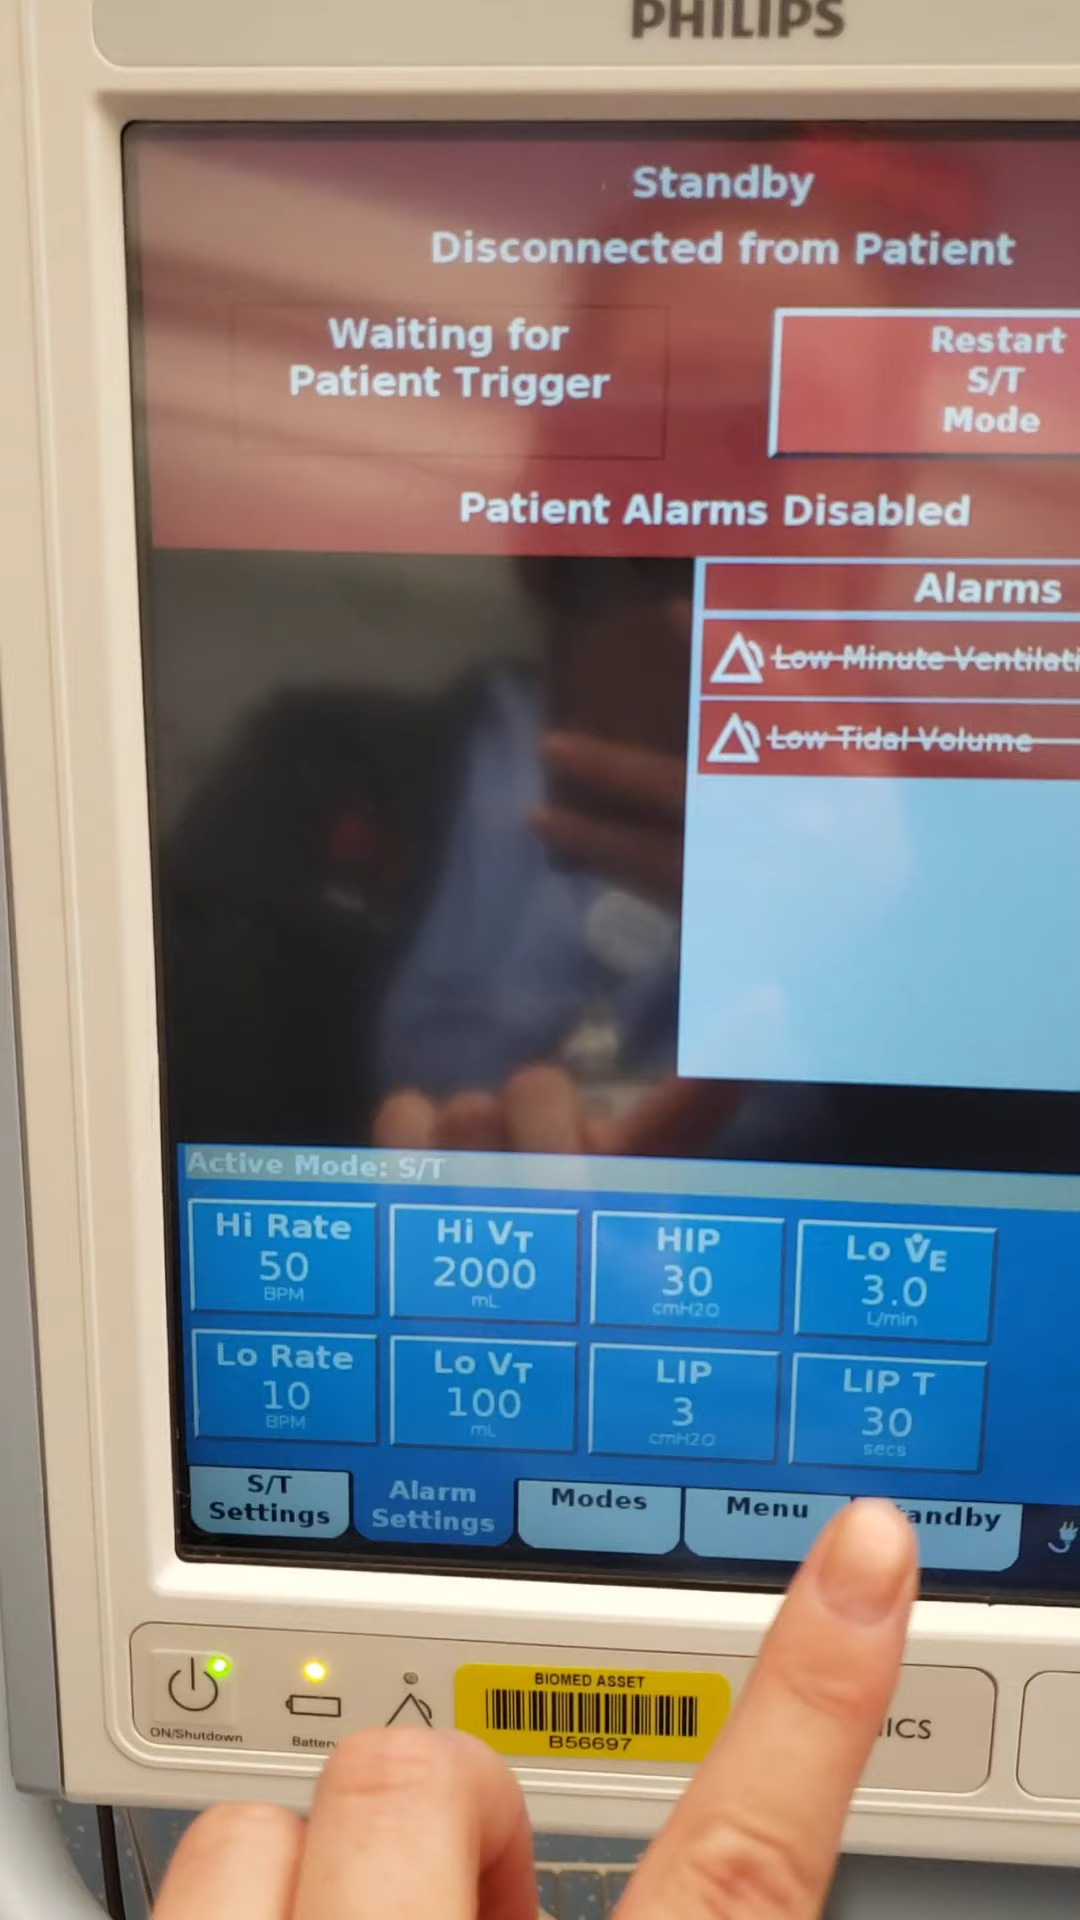 PHILIPS
Standby
Disconnected from Patient
Waiting for
Patient Trigger
Restart
S/T
Mode
Patient Alarms Disabled
Alarms
Low Minute Ventilati
Low Tidal Volume
Active Mode: S/T
Hi Rate
50
BPM
Hi VT
2000
mL
HIP
30
cmH2O
Lo V̇E
3.0
L/min
Lo Rate
10
BPM
Lo VT
100
mL
LIP
3
cmH2O
LIP T
30
secs
S/T
Settings
Alarm
Settings
Modes
Menu
andby
ON/Shutdown
Batter
BIOMED ASSET
B56697
ICS